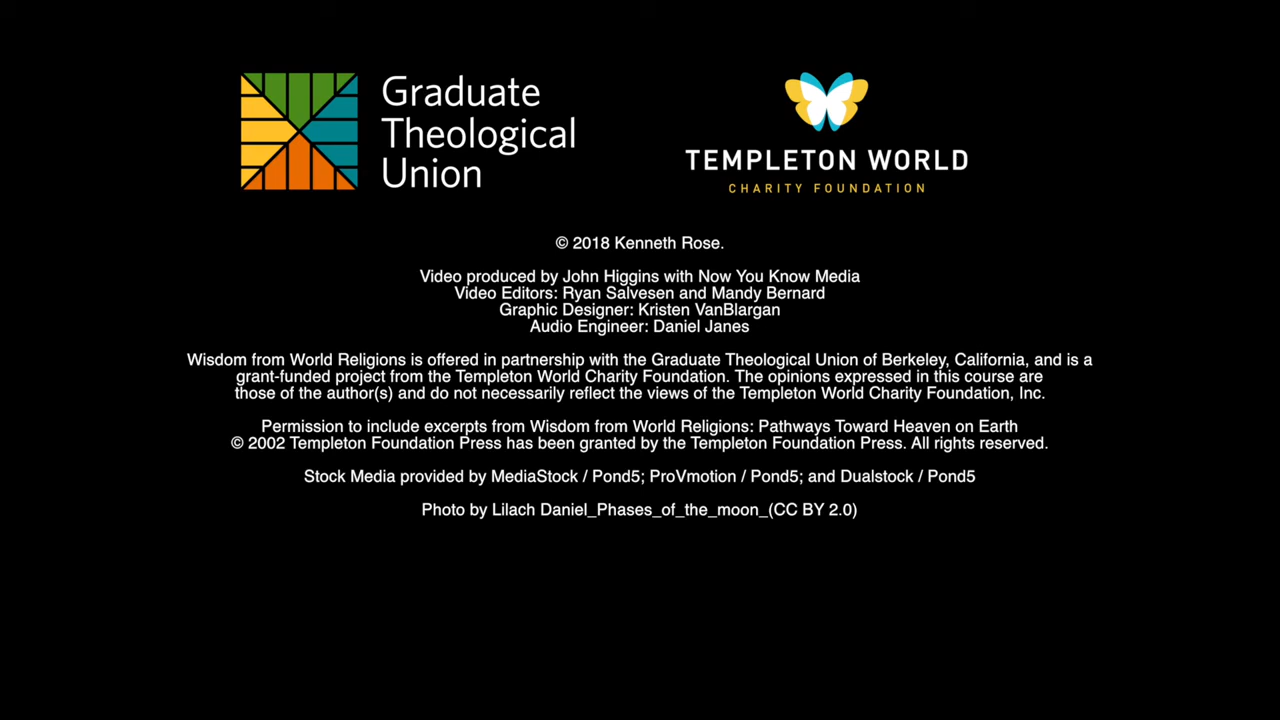 Graduate
Theological
Union
TEMPLETON WORLD
CHARITY FOUNDATION
© 2018 Kenneth Rose.
Video produced by John Higgins with Now You Know Media
Video Editors: Ryan Salvesen and Mandy Bernard
Graphic Designer: Kristen VanBlargan
Audio Engineer: Daniel Janes
Wisdom from World Religions is offered in partnership with the Graduate Theological Union of Berkeley, California, and is a
grant-funded project from the Templeton World Charity Foundation. The opinions expressed in this course are
those of the author(s) and do not necessarily reflect the views of the Templeton World Charity Foundation, Inc.
Permission to include excerpts from Wisdom from World Religions: Pathways Toward Heaven on Earth
© 2002 Templeton Foundation Press has been granted by the Templeton Foundation Press. All rights reserved.
Stock Media provided by MediaStock / Pond5; ProVmotion / Pond5; and Dualstock / Pond5
Photo by Lilach Daniel_Phases_of_the_moon_(CC BY 2.0)